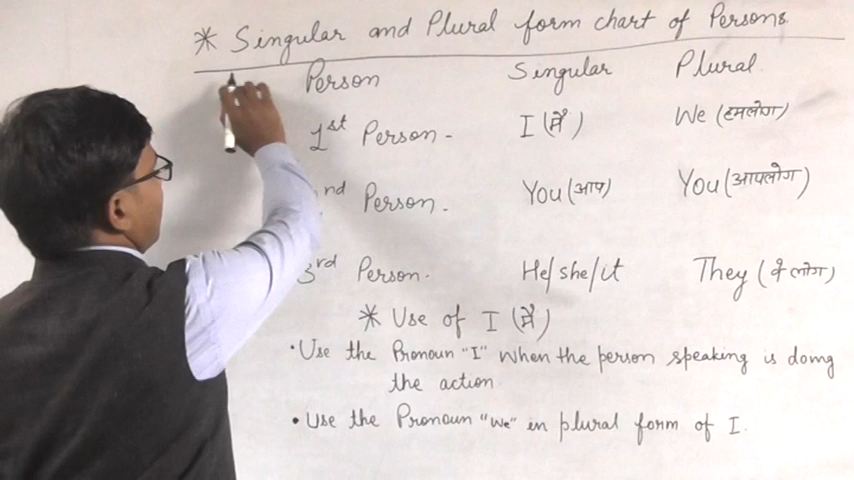 * Singular and Plural form chart of Persons
Person Singular Plural
1st Person - I (मैं) We (हमलोग)
nd Person. You (आप) You (आपलोग)
3rd Person. He/she/it They (वे लोग)
* Use of I (मैं)
• Use the Pronoun "I" when the person speaking is doing
the action
• Use the Pronoun "We" in plural form of I.